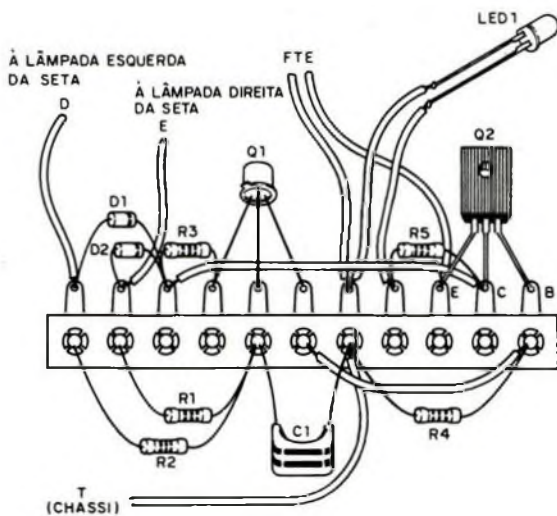 LED1
À LÂMPADA ESQUERDA
DA SETA
D
À LÂMPADA DIREITA
DA SETA
E
FTE
Q1
Q2
D1
D2
R3
R5
E
C
B
R1
R2
C1
R4
T
(CHASSI)